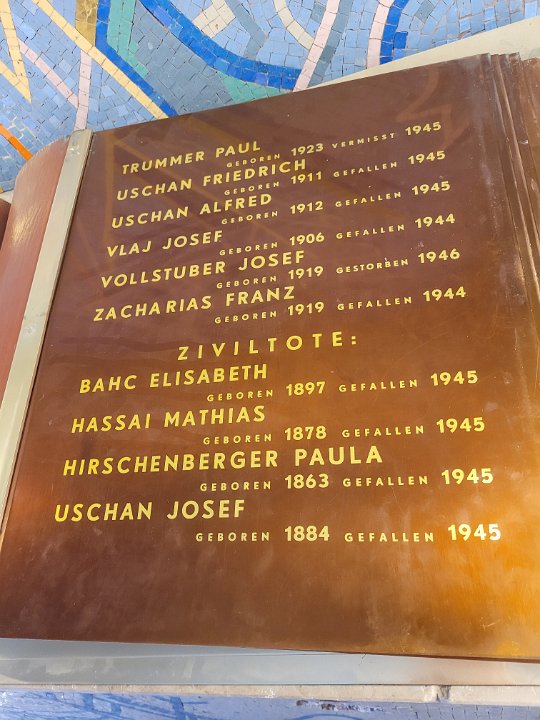 TRUMMER PAUL
GEBOREN 1923 VERMISST 1945
USCHAN FRIEDRICH
GEBOREN 1911 GEFALLEN 1945
USCHAN ALFRED
GEBOREN 1912 GEFALLEN 1945
VLAJ JOSEF
GEBOREN 1906 GEFALLEN 1944
VOLLSTUBER JOSEF
GEBOREN 1919 GESTORBEN 1946
ZACHARIAS FRANZ
GEBOREN 1919 GEFALLEN 1944
ZIVILTOTE:
BAHC ELISABETH
GEBOREN 1897 GEFALLEN 1945
HASSAI MATHIAS
GEBOREN 1878 GEFALLEN 1945
HIRSCHENBERGER PAULA
GEBOREN 1863 GEFALLEN 1945
USCHAN JOSEF
GEBOREN 1884 GEFALLEN 1945